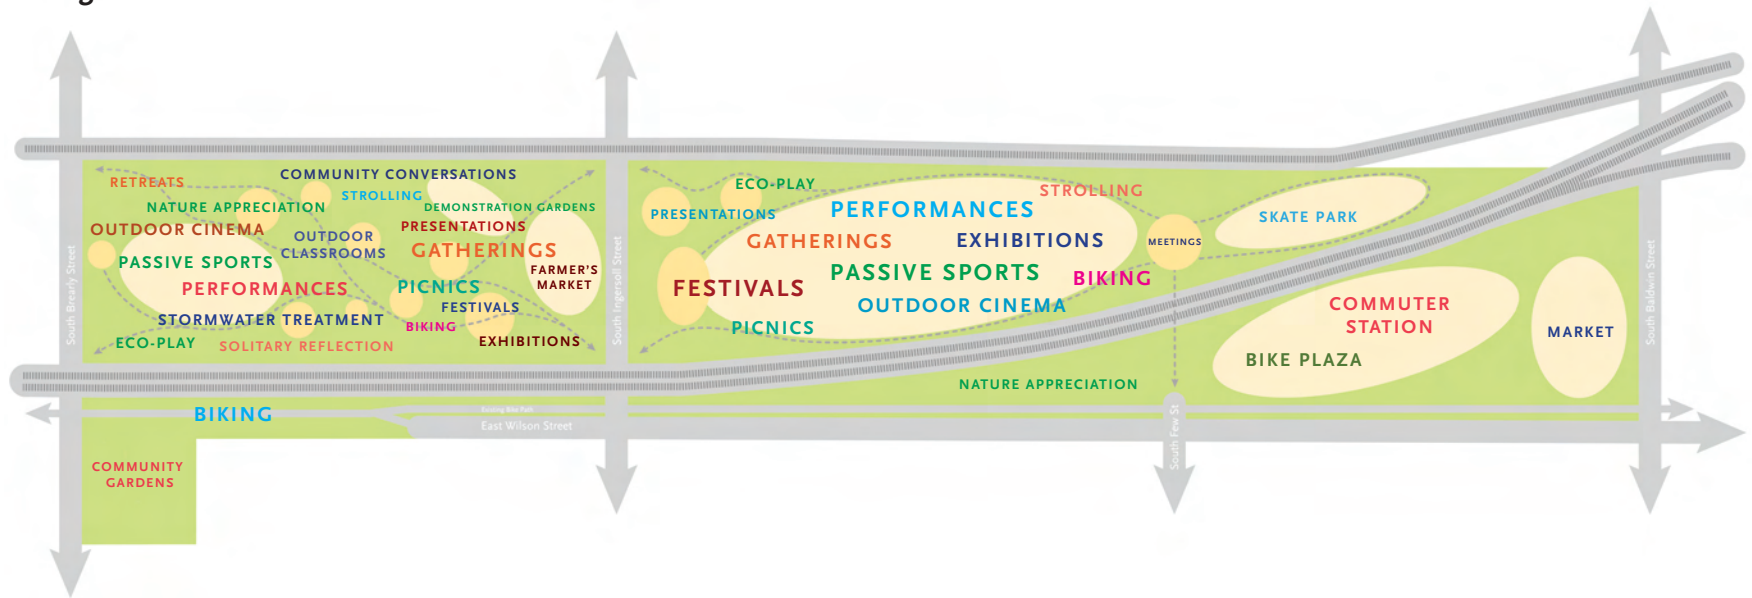 South Brearly Street
RETREATS
COMMUNITY CONVERSATIONS
STROLLING
NATURE APPRECIATION
DEMONSTRATION GARDENS
OUTDOOR CINEMA
PRESENTATIONS
OUTDOOR
CLASSROOMS
GATHERINGS
PASSIVE SPORTS
FARMER'S
MARKET
PERFORMANCES
PICNICS
FESTIVALS
STORMWATER TREATMENT
BIKING
ECO-PLAY
SOLITARY REFLECTION
EXHIBITIONS
South Ingersoll Street
ECO-PLAY
STROLLING
PRESENTATIONS
PERFORMANCES
SKATE PARK
GATHERINGS
EXHIBITIONS
MEETINGS
PASSIVE SPORTS
BIKING
FESTIVALS
OUTDOOR CINEMA
PICNICS
COMMUTER
STATION
MARKET
BIKE PLAZA
NATURE APPRECIATION
South Baldwin Street
BIKING
Existing Bike Path
East Wilson Street
South Few St
COMMUNITY
GARDENS